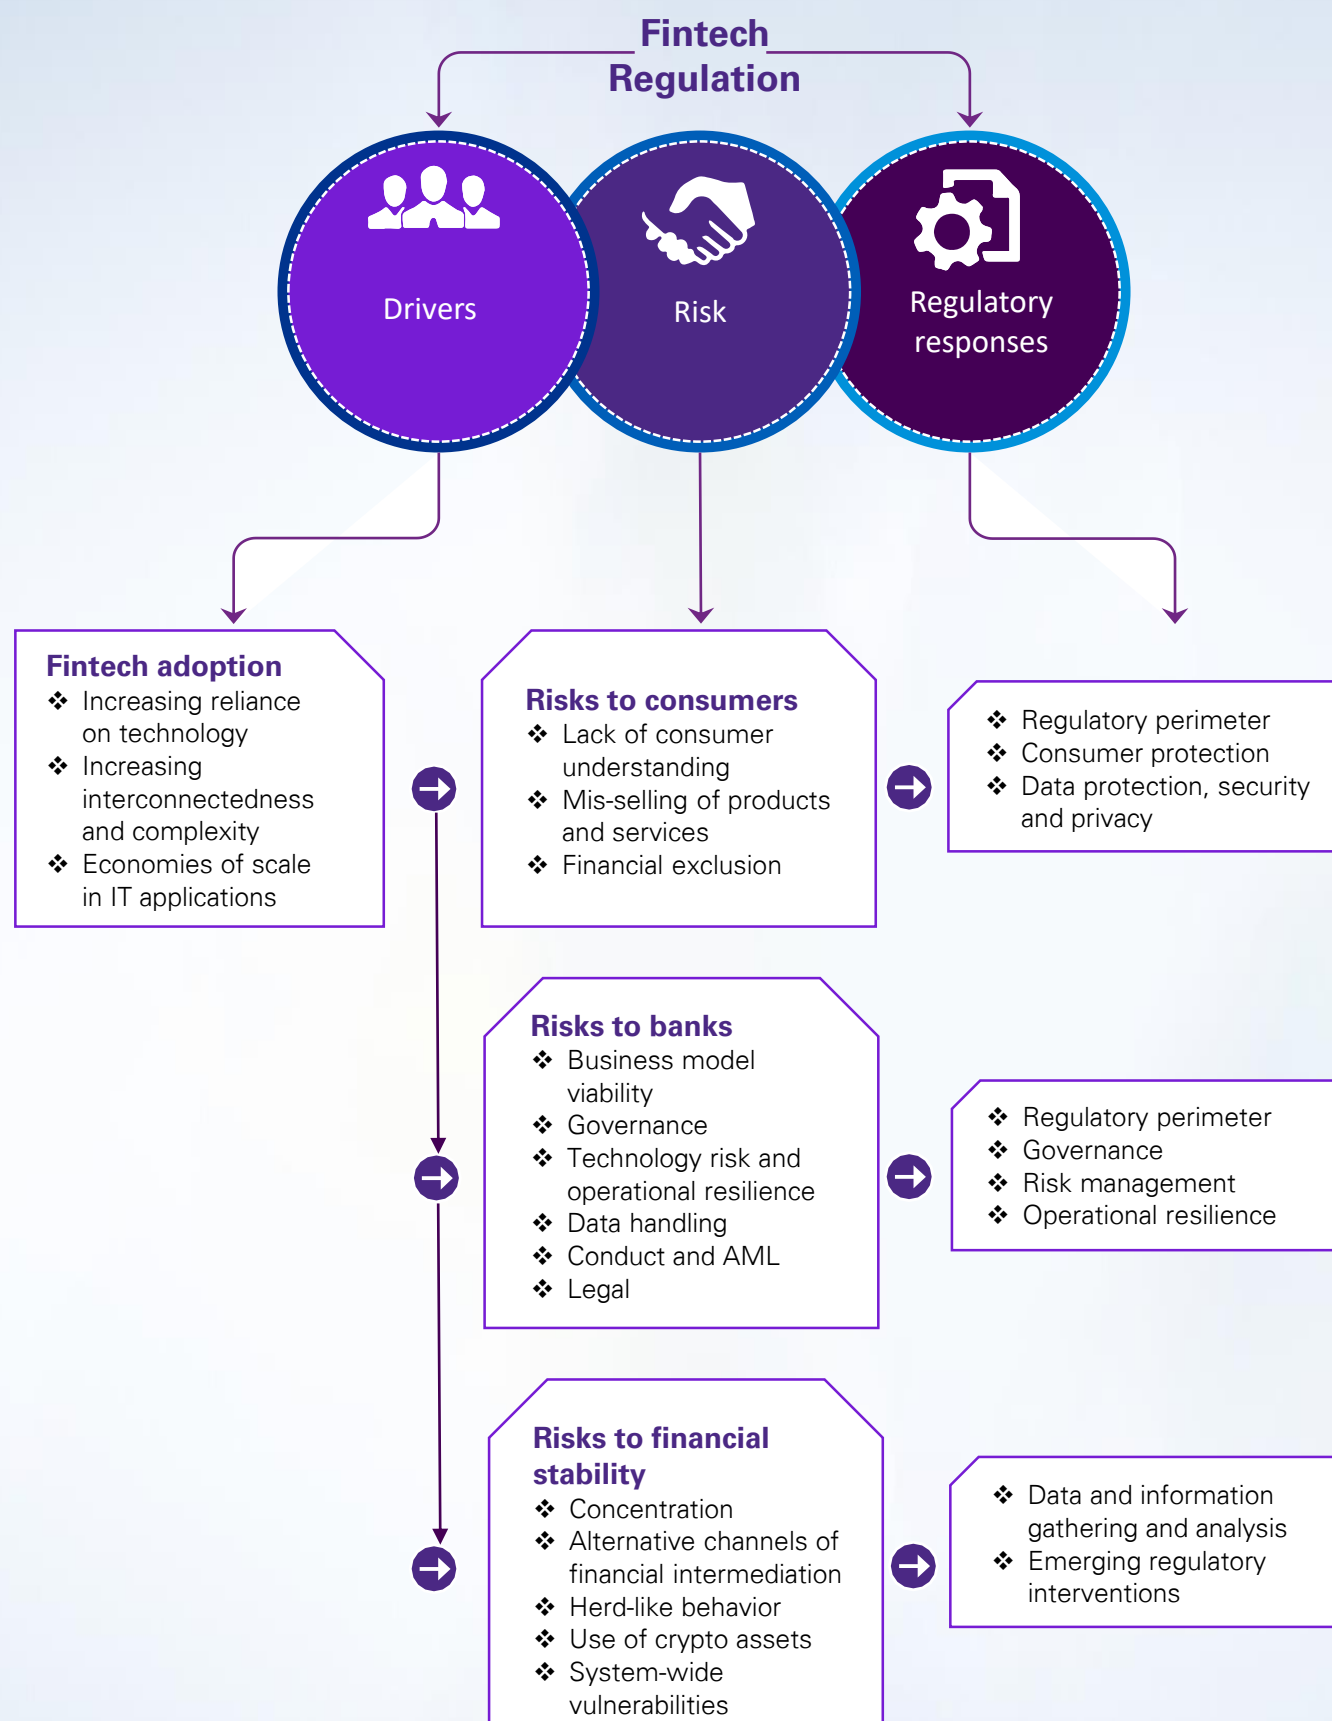 Fintech
Regulation
Drivers
Risk
Regulatory
responses
Fintech adoption
❖ Increasing reliance
on technology
❖ Increasing
interconnectedness
and complexity
❖ Economies of scale
in IT applications
Risks to consumers
❖ Lack of consumer
understanding
❖ Mis-selling of products
and services
❖ Financial exclusion
❖ Regulatory perimeter
❖ Consumer protection
❖ Data protection, security
and privacy
Risks to banks
❖ Business model
viability
❖ Governance
❖ Technology risk and
operational resilience
❖ Data handling
❖ Conduct and AML
❖ Legal
❖ Regulatory perimeter
❖ Governance
❖ Risk management
❖ Operational resilience
Risks to financial
stability
❖ Concentration
❖ Alternative channels of
financial intermediation
❖ Herd-like behavior
❖ Use of crypto assets
❖ System-wide
vulnerabilities
❖ Data and information
gathering and analysis
❖ Emerging regulatory
interventions